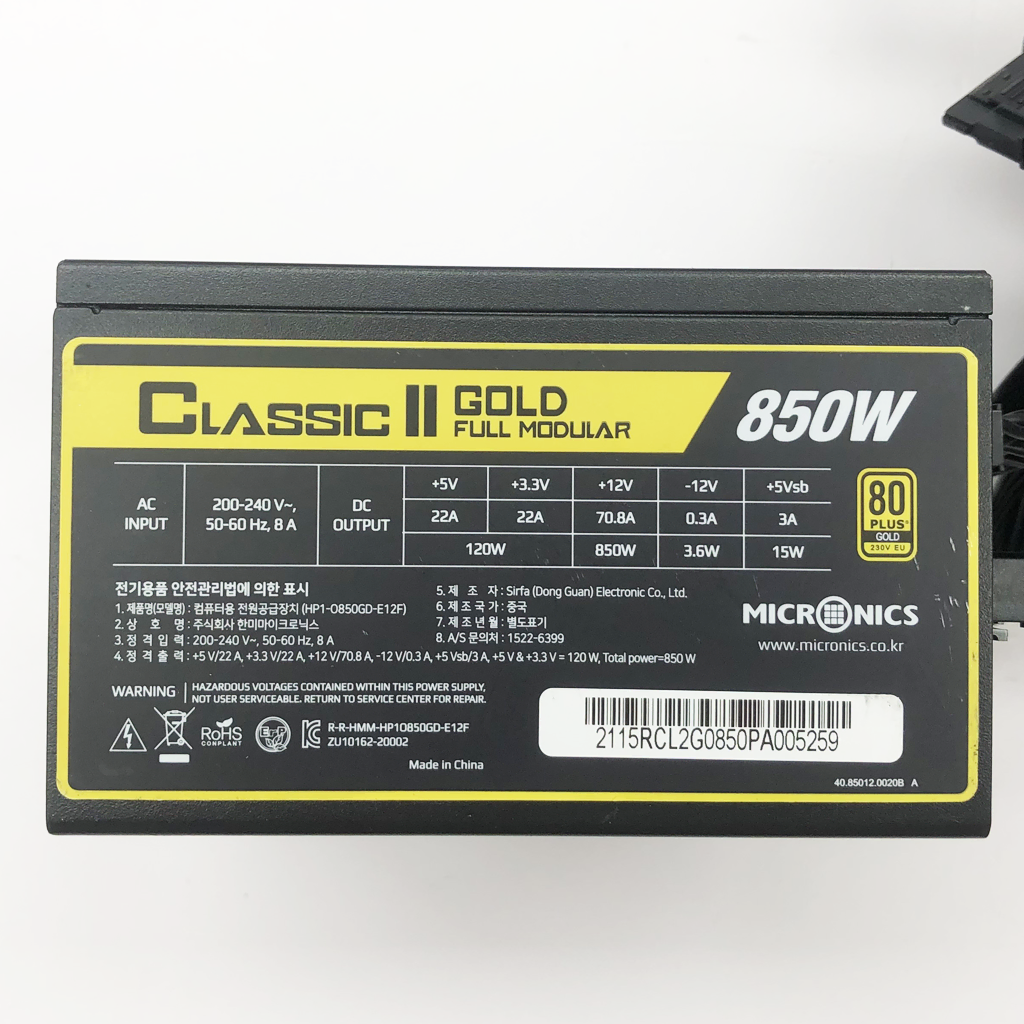 CLASSIC II GOLD FULL MODULAR 850W
AC INPUT 200-240 V~, 50-60 Hz, 8 A DC OUTPUT
+5V +3.3V +12V -12V +5Vsb
22A 22A 70.8A 0.3A 3A
120W 850W 3.6W 15W
80 PLUS® GOLD 230V EU
전기용품 안전관리법에 의한 표시
1. 제품명(모델명) : 컴퓨터용 전원공급장치 (HP1-O850GD-E12F)
2. 상 호 명 : 주식회사 한미마이크로닉스
3. 정 격 입 력 : 200-240 V~, 50-60 Hz, 8 A
4. 정 격 출 력 : +5 V/22 A, +3.3 V/22 A, +12 V/70.8 A, -12 V/0.3 A, +5 Vsb/3 A, +5 V & +3.3 V = 120 W, Total power=850 W
5. 제 조 자 : Sirfa (Dong Guan) Electronic Co., Ltd.
6. 제 조 국 가 : 중국
7. 제 조 년 월 : 별도표기
8. A/S 문의처 : 1522-6399
MICRONICS
www.micronics.co.kr
WARNING
HAZARDOUS VOLTAGES CONTAINED WITHIN THIS POWER SUPPLY,
NOT USER SERVICEABLE. RETURN TO SERVICE CENTER FOR REPAIR.
RoHS
COMPLANT
ErP
R-R-HMM-HP1O850GD-E12F
ZU10162-20002
Made in China
2115RCL2G0850PA005259
40.85012.0020B A